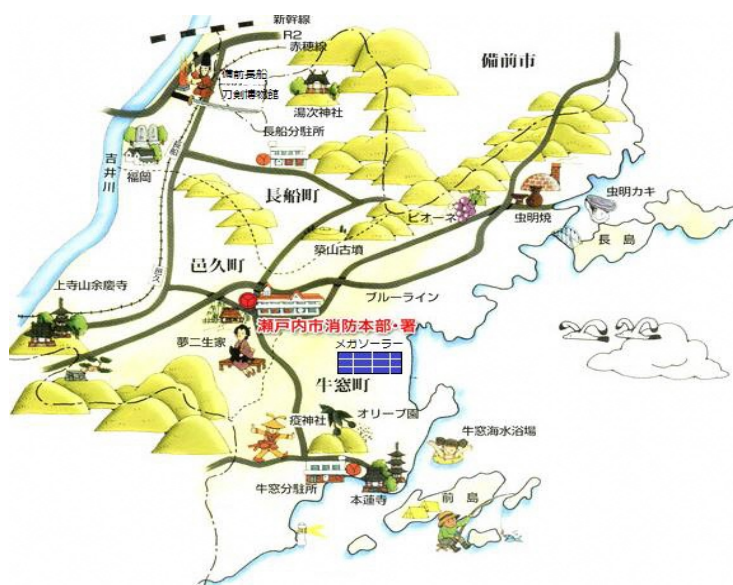 新幹線
R2
赤穂線
備前長船
刀剣博物館
備前市
湯次神社
長船分駐所
長船
吉井川
福岡
長船町
ピオーネ
虫明焼
虫明カキ
長島
築山古墳
邑久
邑久町
上寺山余慶寺
ブルーライン
瀬戸内市消防本部・署
夢二生家
メガソーラー
牛窓町
疫神社
オリーブ園
牛窓海水浴場
牛窓分駐所
本蓮寺
前島